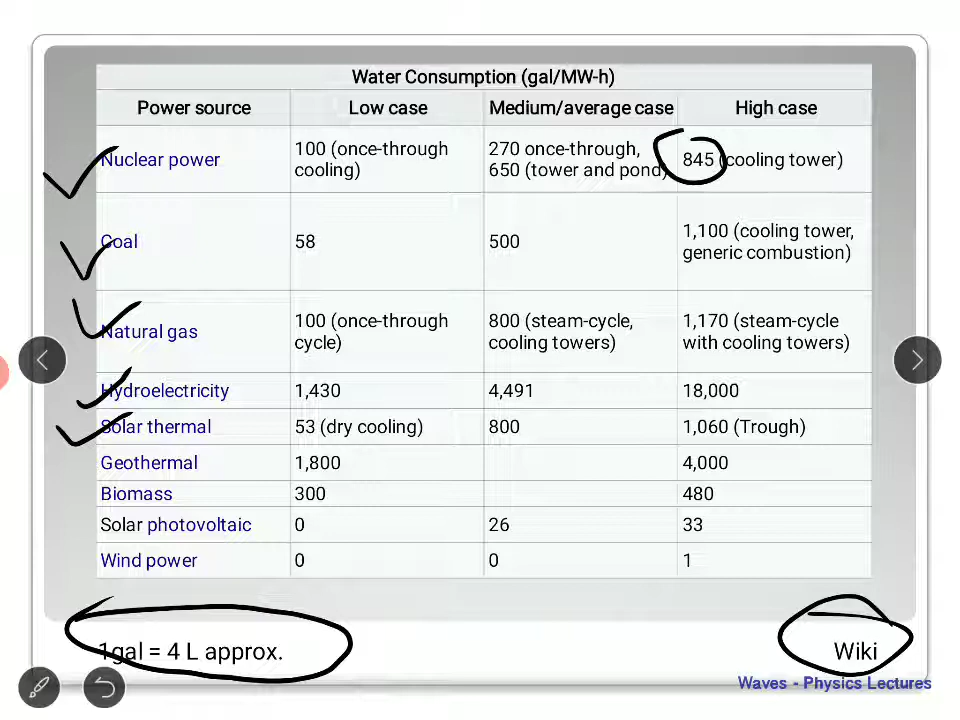 Water Consumption (gal/MW-h)
Power source Low case Medium/average case High case
Nuclear power 100 (once-through cooling) 270 once-through, 650 (tower and pond) 845 (cooling tower)
Coal 58 500 1,100 (cooling tower, generic combustion)
Natural gas 100 (once-through cycle) 800 (steam-cycle, cooling towers) 1,170 (steam-cycle with cooling towers)
Hydroelectricity 1,430 4,491 18,000
Solar thermal 53 (dry cooling) 800 1,060 (Trough)
Geothermal 1,800 4,000
Biomass 300 480
Solar photovoltaic 0 26 33
Wind power 0 0 1
1gal = 4 L approx. Wiki
Waves - Physics Lectures